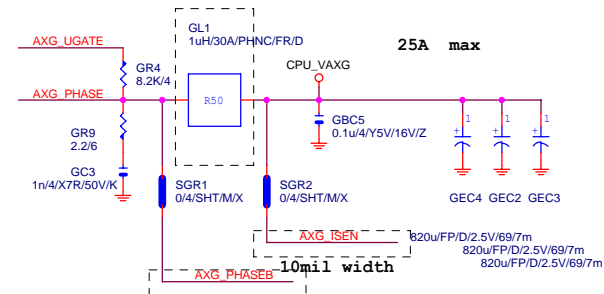 GL1
1uH/30A/PHNC/FR/D
25A max
AXG_UGATE
GR4
8.2K/4
CPU_VAXG
AXG_PHASE
R50
GR9
2.2/6
GBC5
0.1u/4/Y5V/16V/Z
1
1
1
+
+
+
GC3
1n/4/X7R/50V/K
SGR1
0/4/SHT/M/X
SGR2
0/4/SHT/M/X
GEC4
GEC2
GEC3
AXG_ISEN
820u/FP/D/2.5V/69/7m
820u/FP/D/2.5V/69/7m
820u/FP/D/2.5V/69/7m
10mil width
AXG_PHASEB